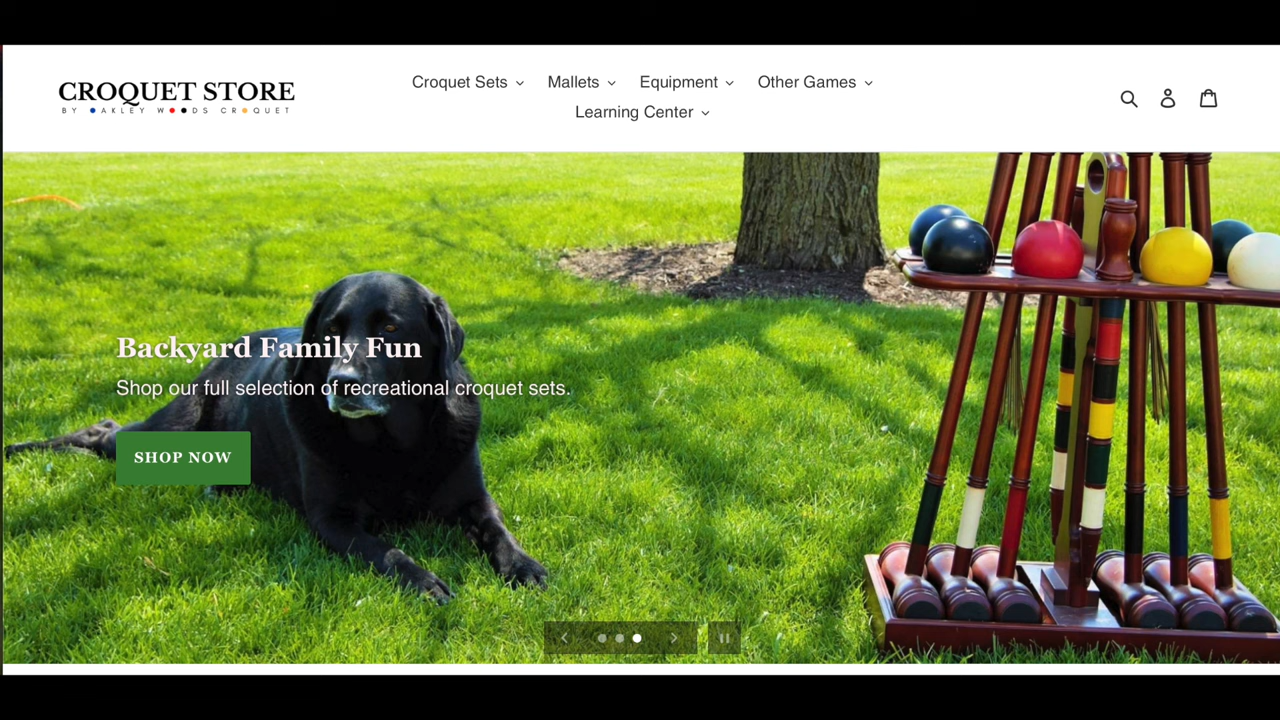 CROQUET STORE
BY OAKLEY WOODS CROQUET
Croquet Sets
Mallets
Equipment
Other Games
Learning Center
Backyard Family Fun
Shop our full selection of recreational croquet sets.
SHOP NOW